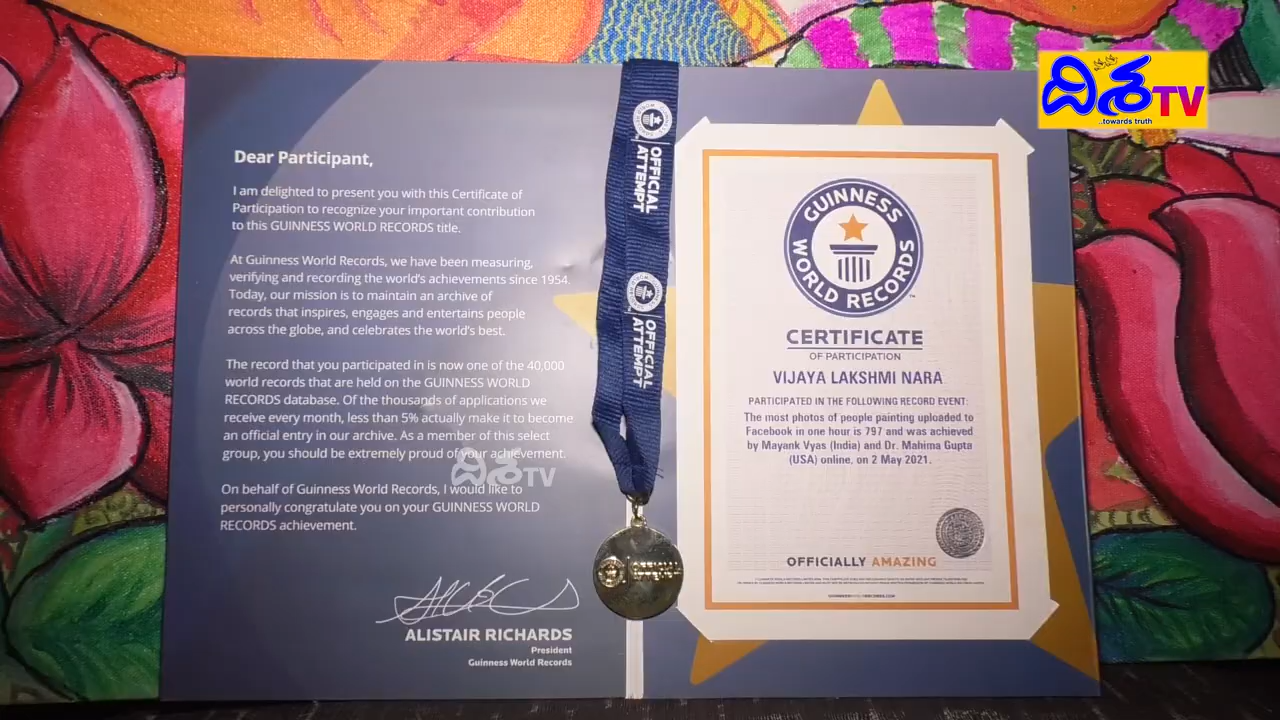 దిశ TV
..towards truth
Dear Participant,
I am delighted to present you with this Certificate of
Participation to recognize your important contribution
to this GUINNESS WORLD RECORDS title.
At Guinness World Records, we have been measuring,
verifying and recording the world's achievements since 1954.
Today, our mission is to maintain an archive of
records that inspires, engages and entertains people
across the globe, and celebrates the world's best.
The record that you participated in is now one of the 40,000
world records that are held on the GUINNESS WORLD
RECORDS database. Of the thousands of applications we
receive every month, less than 5% actually make it to become
an official entry in our archive. As a member of this select
group, you should be extremely proud of your achievement.
దిశ TV
On behalf of Guinness World Records, I would like to
personally congratulate you on your GUINNESS WORLD
RECORDS achievement.
ALISTAIR RICHARDS
President
Guinness World Records
OFFICIAL
ATTEMPT
OFFICIAL
ATTEMPT
GUINNESS
WORLD RECORDS
CERTIFICATE
OF PARTICIPATION
VIJAYA LAKSHMI NARA
PARTICIPATED IN THE FOLLOWING RECORD EVENT:
The most photos of people painting uploaded to
Facebook in one hour is 797 and was achieved
by Mayank Vyas (India) and Dr. Mahima Gupta
(USA) online, on 2 May 2021.
OFFICIALLY AMAZING